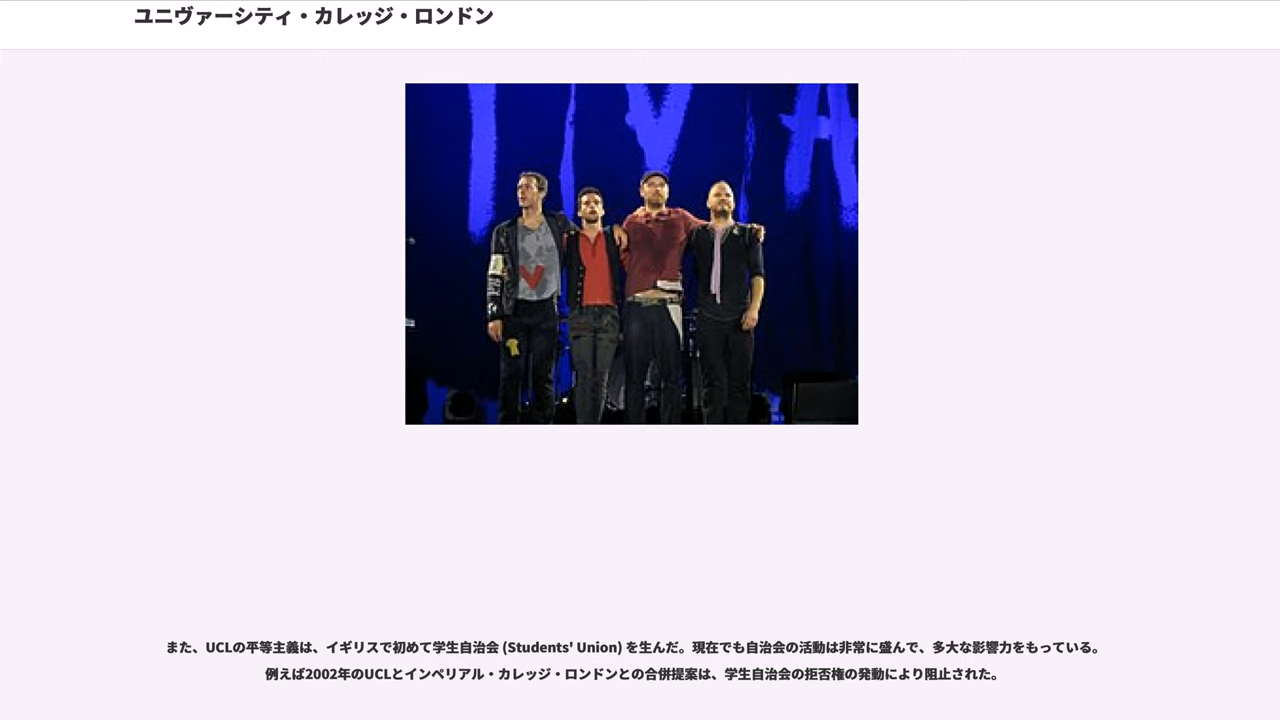 ユニヴァーシティ・カレッジ・ロンドン
また、UCLの平等主義は、イギリスで初めて学生自治会 (Students' Union) を生んだ。現在でも自治会の活動は非常に盛んで、多大な影響力をもっている。
例えば2002年のUCLとインペリアル・カレッジ・ロンドンとの合併提案は、学生自治会の拒否権の発動により阻止された。